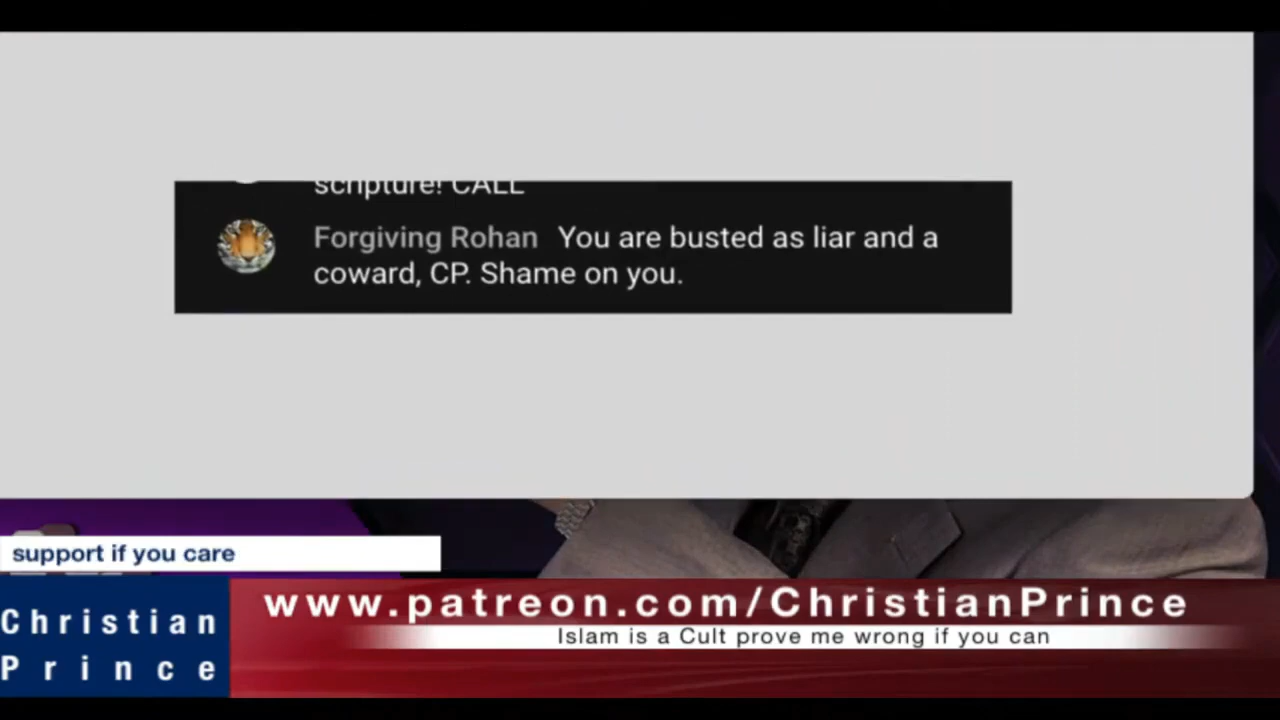 scripture! CALL
Forgiving Rohan You are busted as liar and a
coward, CP. Shame on you.
support if you care
Christian
Prince
www.patreon.com/ChristianPrince
Islam is a Cult prove me wrong if you can